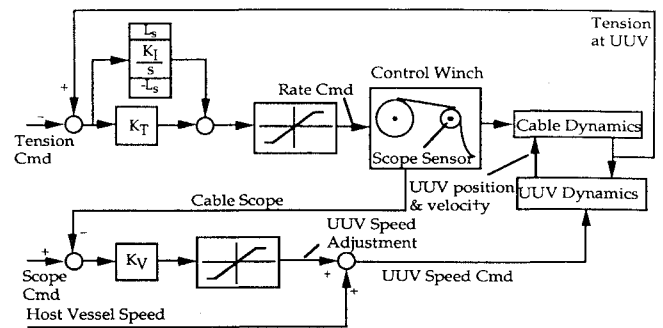 Tension
at UUV
Ls
KI
s
-Ls
Rate Cmd
Control Winch
+
−
KT
Cable Dynamics
Tension
Cmd
Scope Sensor
UUV position
& velocity
UUV Dynamics
Cable Scope
−
UUV Speed
Adjustment
+
KV
Scope
Cmd
+
UUV Speed Cmd
+
Host Vessel Speed